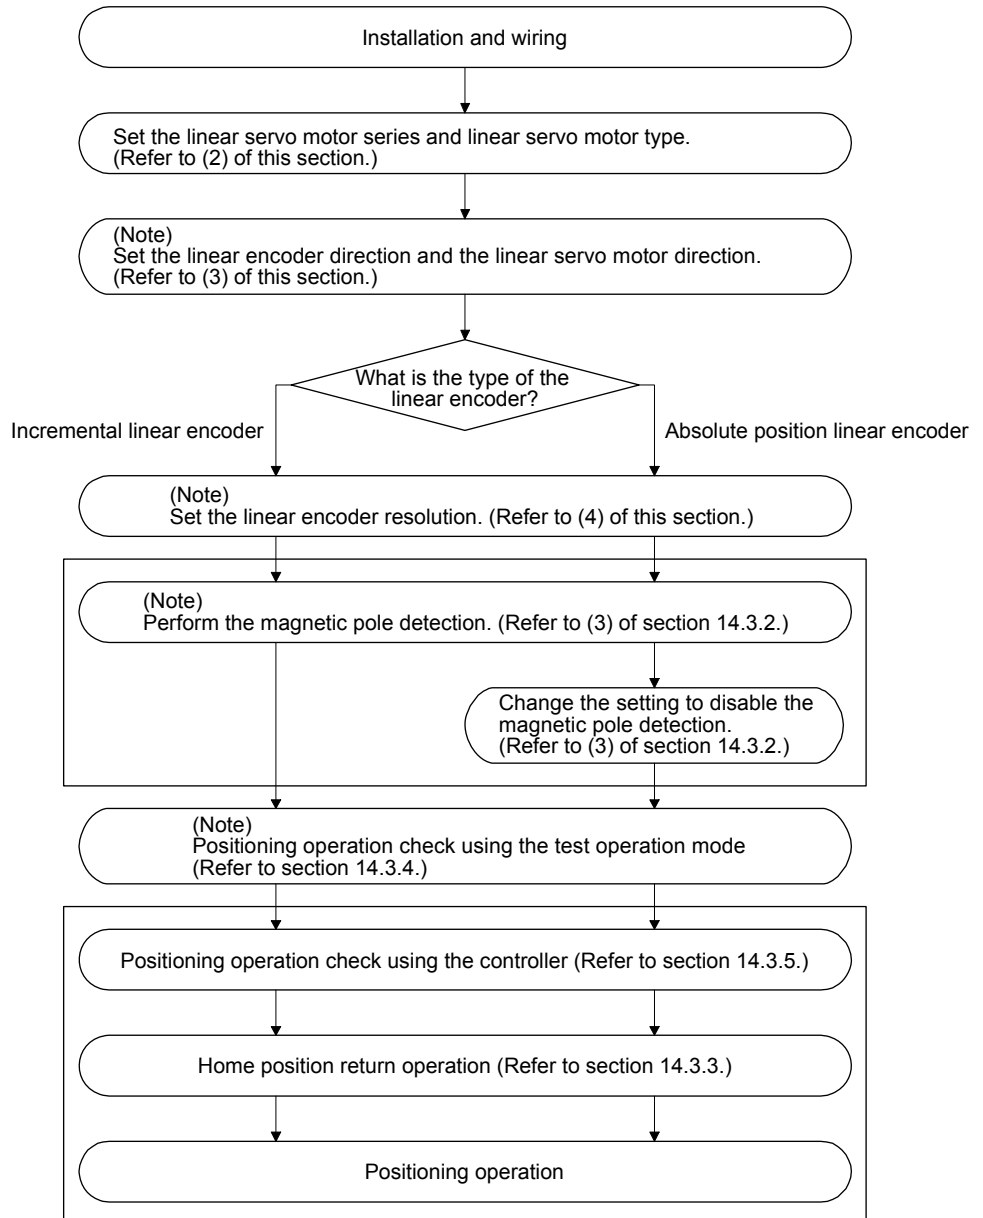 Installation and wiring
Set the linear servo motor series and linear servo motor type.
(Refer to (2) of this section.)
(Note)
Set the linear encoder direction and the linear servo motor direction.
(Refer to (3) of this section.)
What is the type of the
linear encoder?
Incremental linear encoder
Absolute position linear encoder
(Note)
Set the linear encoder resolution. (Refer to (4) of this section.)
(Note)
Perform the magnetic pole detection. (Refer to (3) of section 14.3.2.)
Change the setting to disable the
magnetic pole detection.
(Refer to (3) of section 14.3.2.)
(Note)
Positioning operation check using the test operation mode
(Refer to section 14.3.4.)
Positioning operation check using the controller (Refer to section 14.3.5.)
Home position return operation (Refer to section 14.3.3.)
Positioning operation